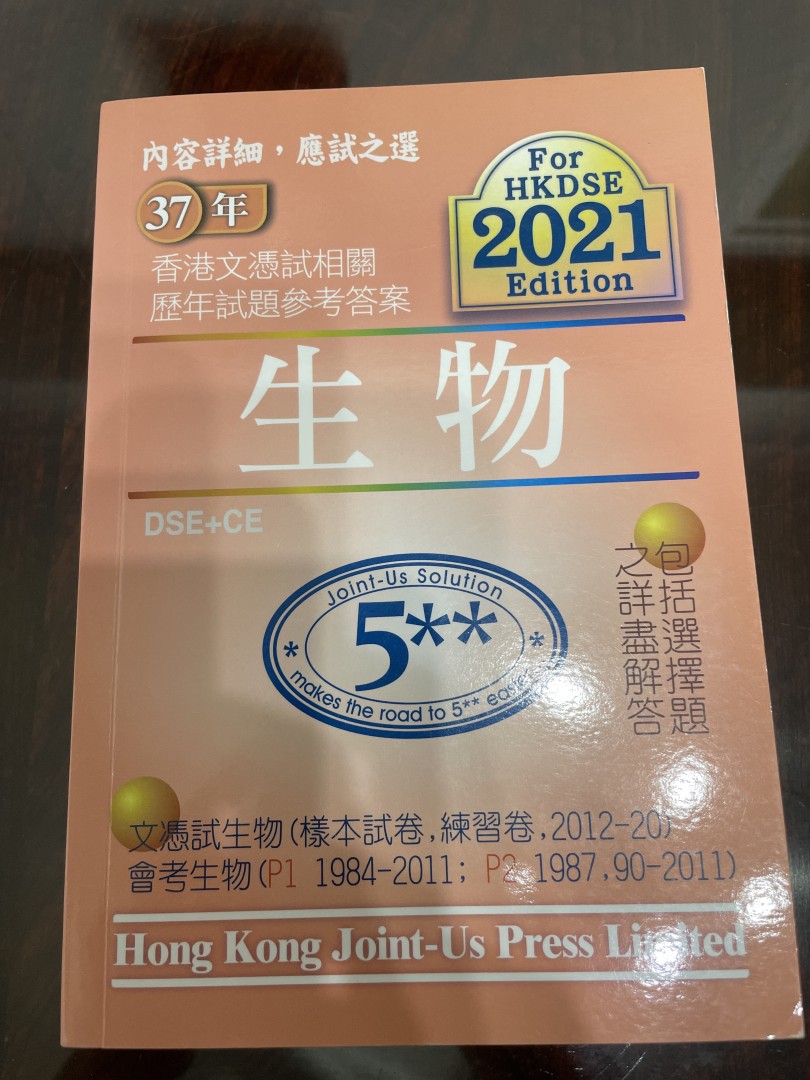 內容詳細，應試之選
37年
香港文憑試相關
歷年試題參考答案
For
HKDSE
2021
Edition
生物
DSE+CE
Joint-Us Solution
* 5** *
makes the road to 5** easier
包括選擇題
之詳盡解答
文憑試生物(樣本試卷,練習卷,2012-20)
會考生物(P1 1984-2011; P2 1987,90-2011)
Hong Kong Joint-Us Press Limited